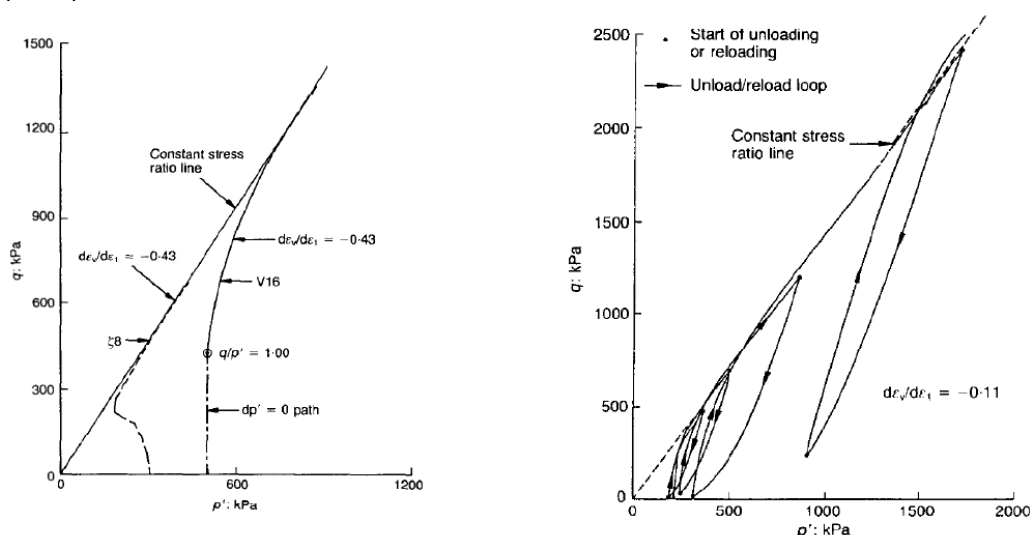 1500
1200
900
600
300
0
q: kPa
Constant stress
ratio line
dεᵥ/dε₁ = −0·43
ζ8
dεᵥ/dε₁ = −0·43
V16
q/p′ = 1·00
dp′ = 0 path
0
600
1200
p′: kPa
2500
2000
1500
1000
500
0
q: kPa
Start of unloading
or reloading
Unload/reload loop
Constant stress
ratio line
dεᵥ/dε₁ = −0·11
0
500
1000
1500
2000
p′: kPa